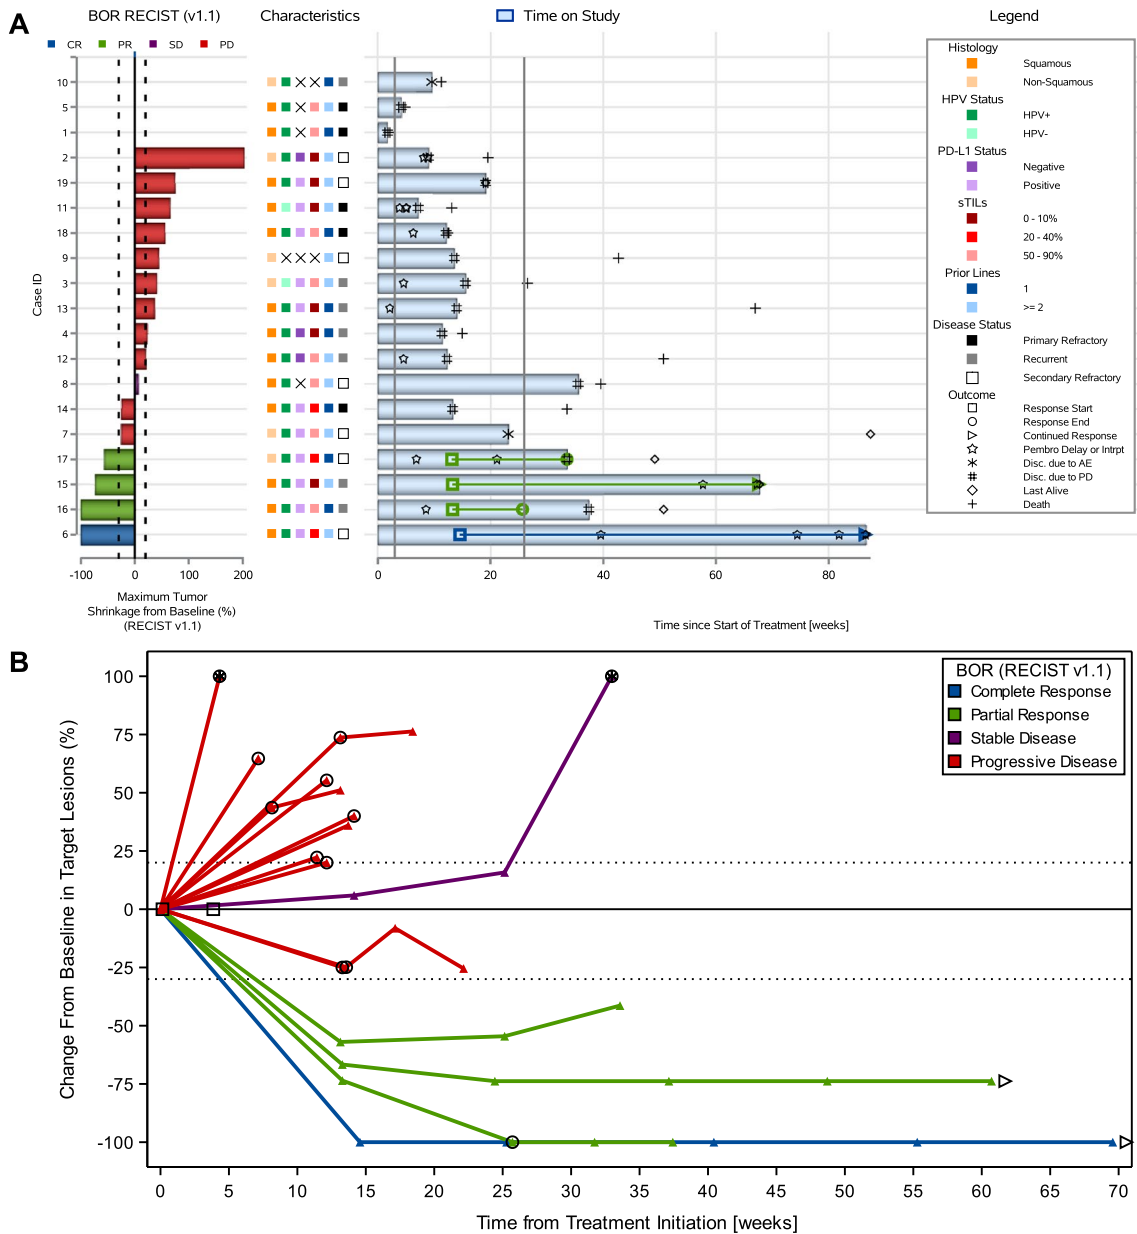 A
BOR RECIST (v1.1)
Characteristics
Time on Study
Legend
CR
PR
SD
PD
Case ID
10
5
1
2
19
11
18
9
3
13
4
12
8
14
7
17
15
16
6
-100
0
100
200
Maximum Tumor
Shrinkage from Baseline (%)
(RECIST v1.1)
0
20
40
60
80
Time since Start of Treatment [weeks]
Histology
Squamous
Non-Squamous
HPV Status
HPV+
HPV-
PD-L1 Status
Negative
Positive
sTILs
0 - 10%
20 - 40%
50 - 90%
Prior Lines
1
>= 2
Disease Status
Primary Refractory
Recurrent
Secondary Refractory
Outcome
Response Start
Response End
Continued Response
Pembro Delay or Intrpt
Disc. due to AE
Disc. due to PD
Last Alive
Death
B
BOR (RECIST v1.1)
Complete Response
Partial Response
Stable Disease
Progressive Disease
Change From Baseline in Target Lesions (%)
100
75
50
25
0
-25
-50
-75
-100
0
5
10
15
20
25
30
35
40
45
50
55
60
65
70
Time from Treatment Initiation [weeks]